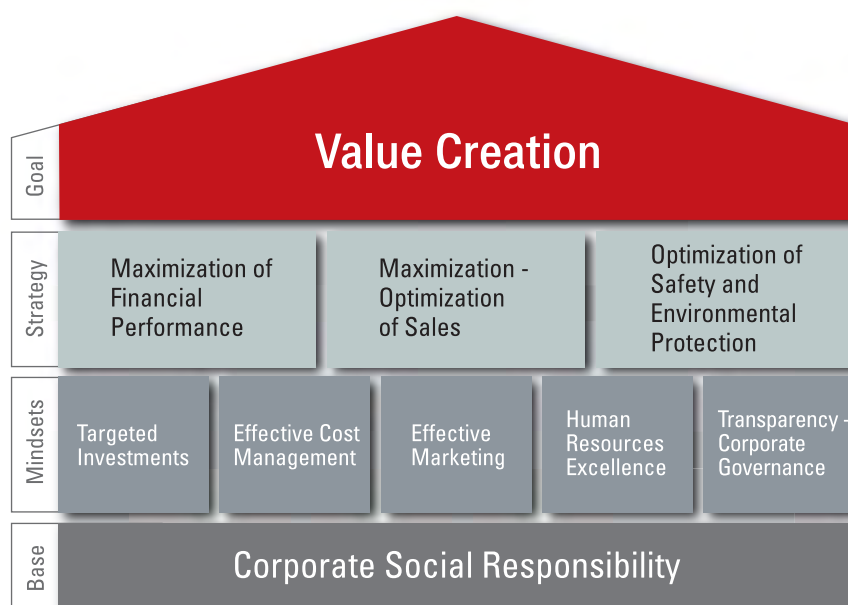 Goal
Value Creation
Strategy
Maximization of
Financial
Performance
Maximization -
Optimization
of Sales
Optimization of
Safety and
Environmental
Protection
Mindsets
Targeted
Investments
Effective Cost
Management
Effective
Marketing
Human
Resources
Excellence
Transparency -
Corporate
Governance
Base
Corporate Social Responsibility